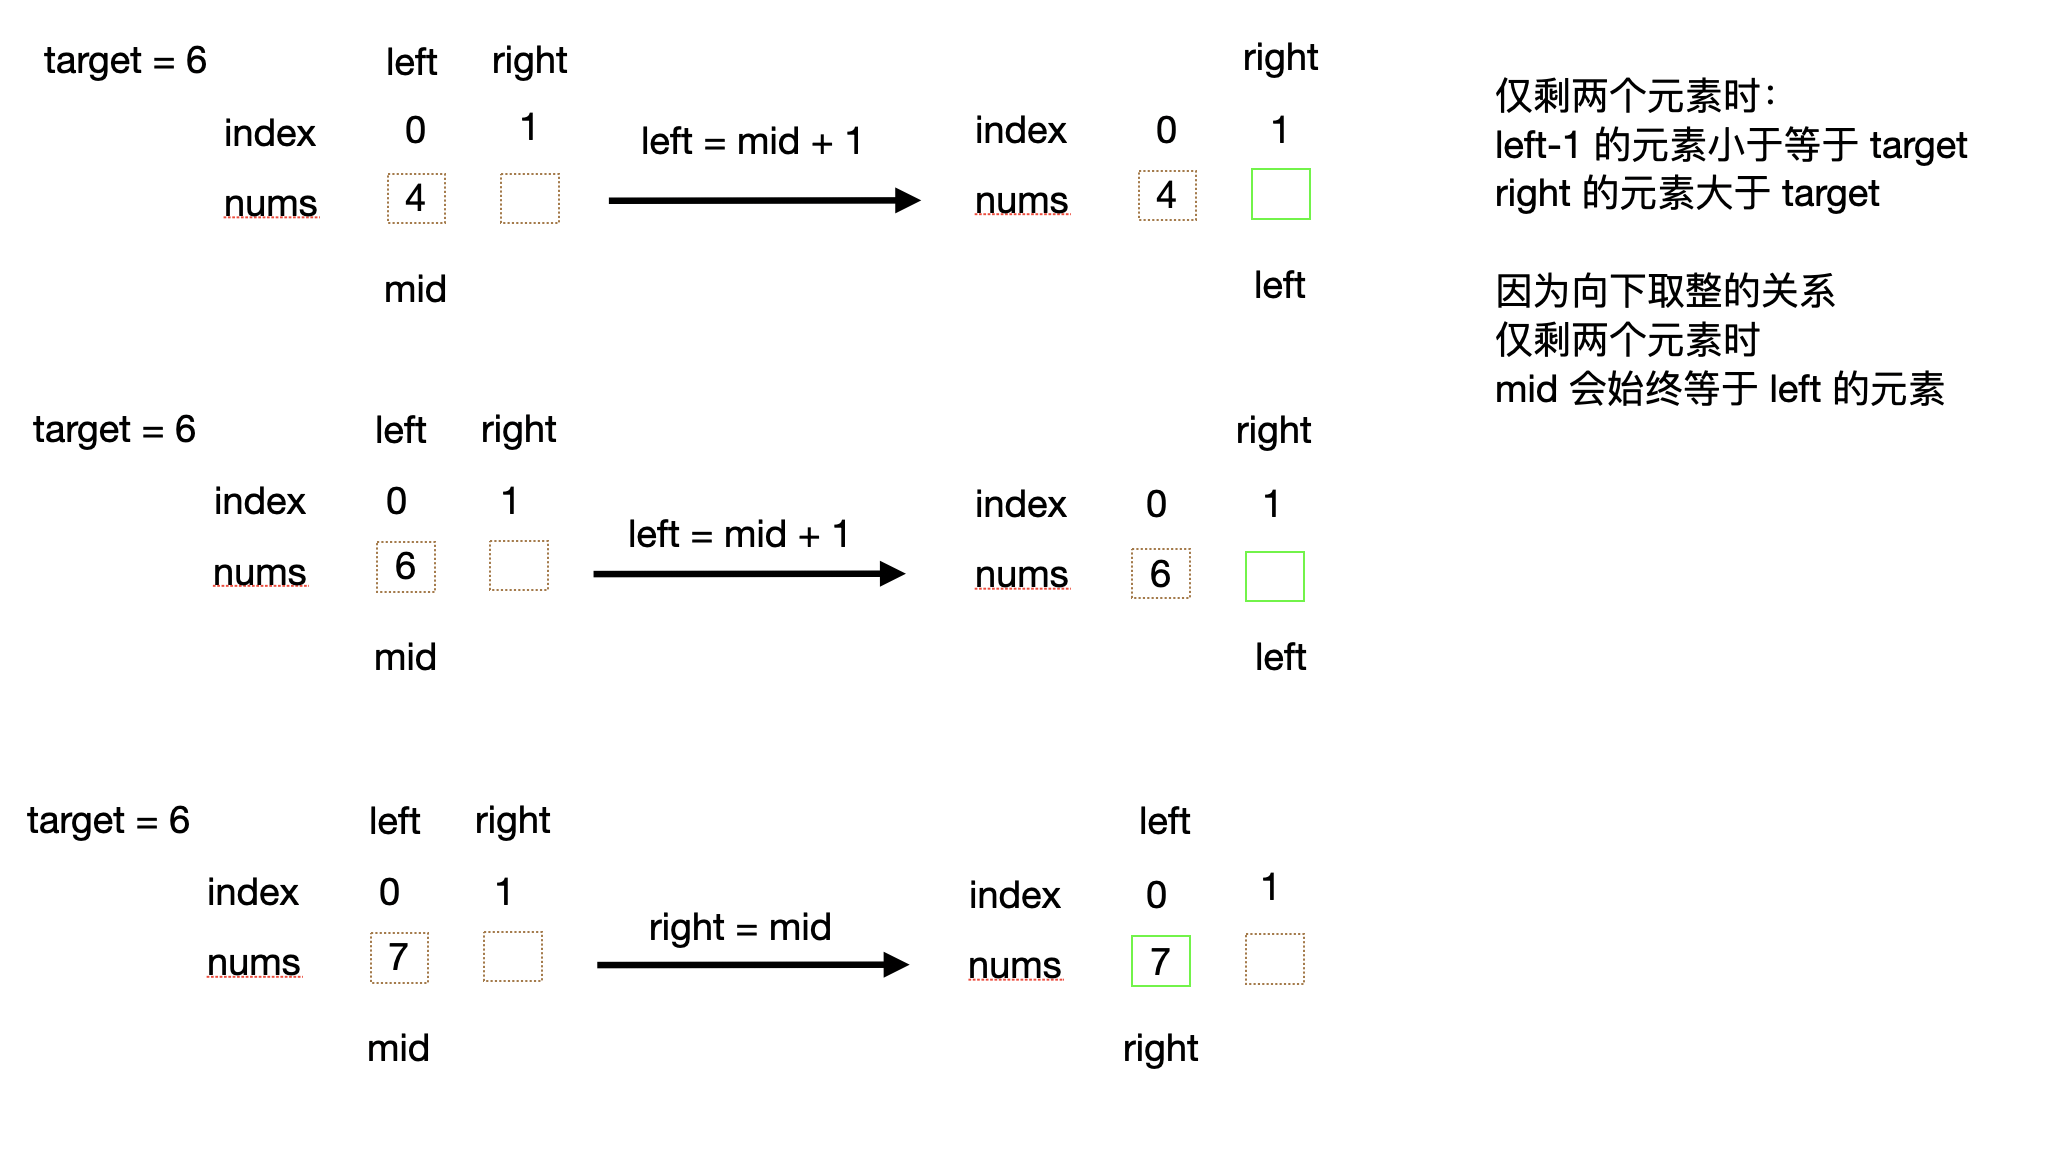 target = 6
left right
index 0 1
nums 4
mid
left = mid + 1
right
index 0 1
nums 4
left
仅剩两个元素时：
left-1 的元素小于等于 target
right 的元素大于 target
因为向下取整的关系
仅剩两个元素时
mid 会始终等于 left 的元素
target = 6
left right
index 0 1
nums 6
mid
left = mid + 1
right
index 0 1
nums 6
left
target = 6
left right
index 0 1
nums 7
mid
right = mid
left
index 0 1
nums 7
right